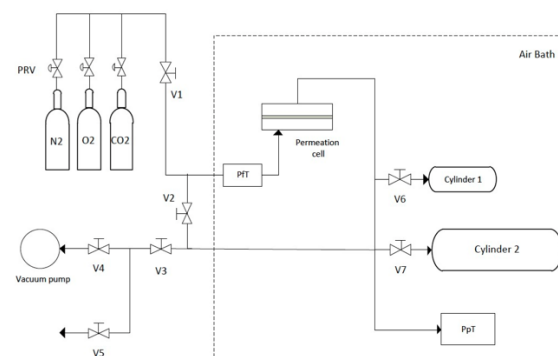 Air Bath
PRV
V1
N2
O2
CO2
Permeation
cell
PfT
Cylinder 1
V2
V6
Cylinder 2
V4
V3
V7
Vacuum pump
V5
PpT